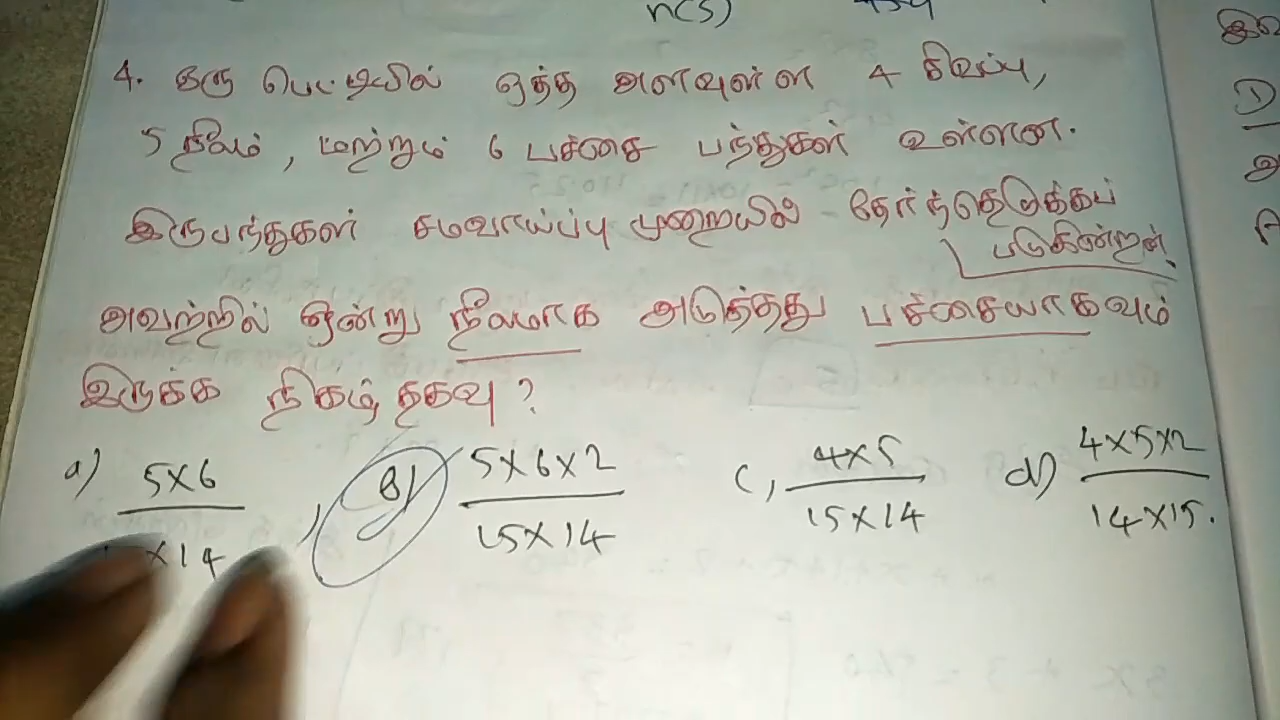 n(S)
4. ஒரு பெட்டியில் ஒத்த அளவுள்ள 4 சிவப்பு,
5 நீலம், மற்றும் 6 பச்சை பந்துகள் உள்ளன.
இருபந்துகள் சமவாய்ப்பு முறையில் தேர்ந்தெடுக்கப்
படுகின்றன்.
அவற்றில் ஒன்று நீலமாக அடுத்தது பச்சையாகவும்
இருக்க நிகழ் தகவு?
a) 5×6 , B) 5×6×2 c, 4×5 d) 4×5×2
×14 15×14 15×14 14×15.